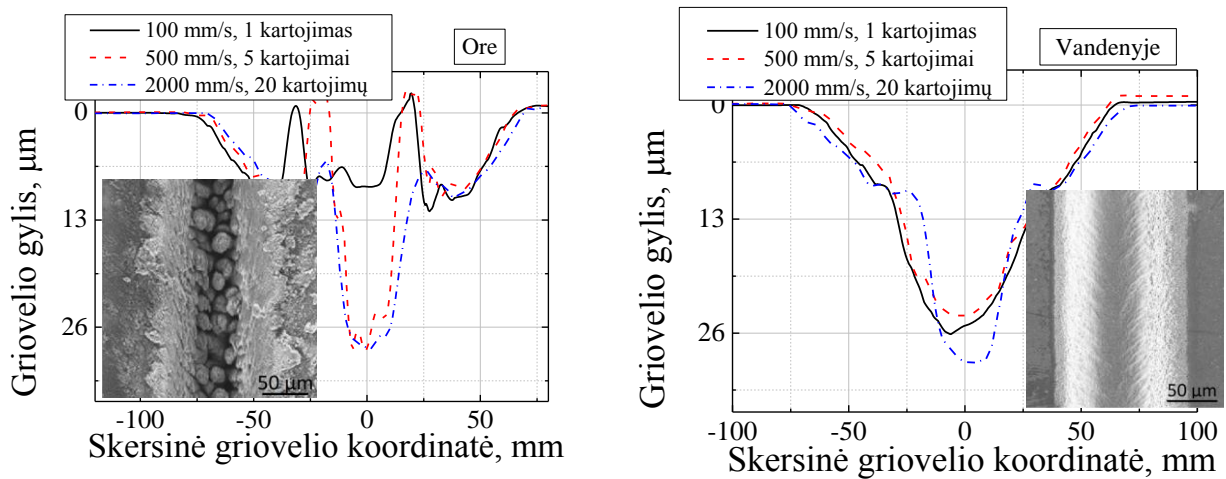 100 mm/s, 1 kartojimas
500 mm/s, 5 kartojimai
2000 mm/s, 20 kartojimų
Ore
0
13
26
Griovelio gylis, µm
50 µm
-100
-50
0
50
Skersinė griovelio koordinatė, mm
100 mm/s, 1 kartojimas
500 mm/s, 5 kartojimai
2000 mm/s, 20 kartojimų
Vandenyje
0
13
26
Griovelio gylis, µm
50 µm
-100
-50
0
50
100
Skersinė griovelio koordinatė, mm